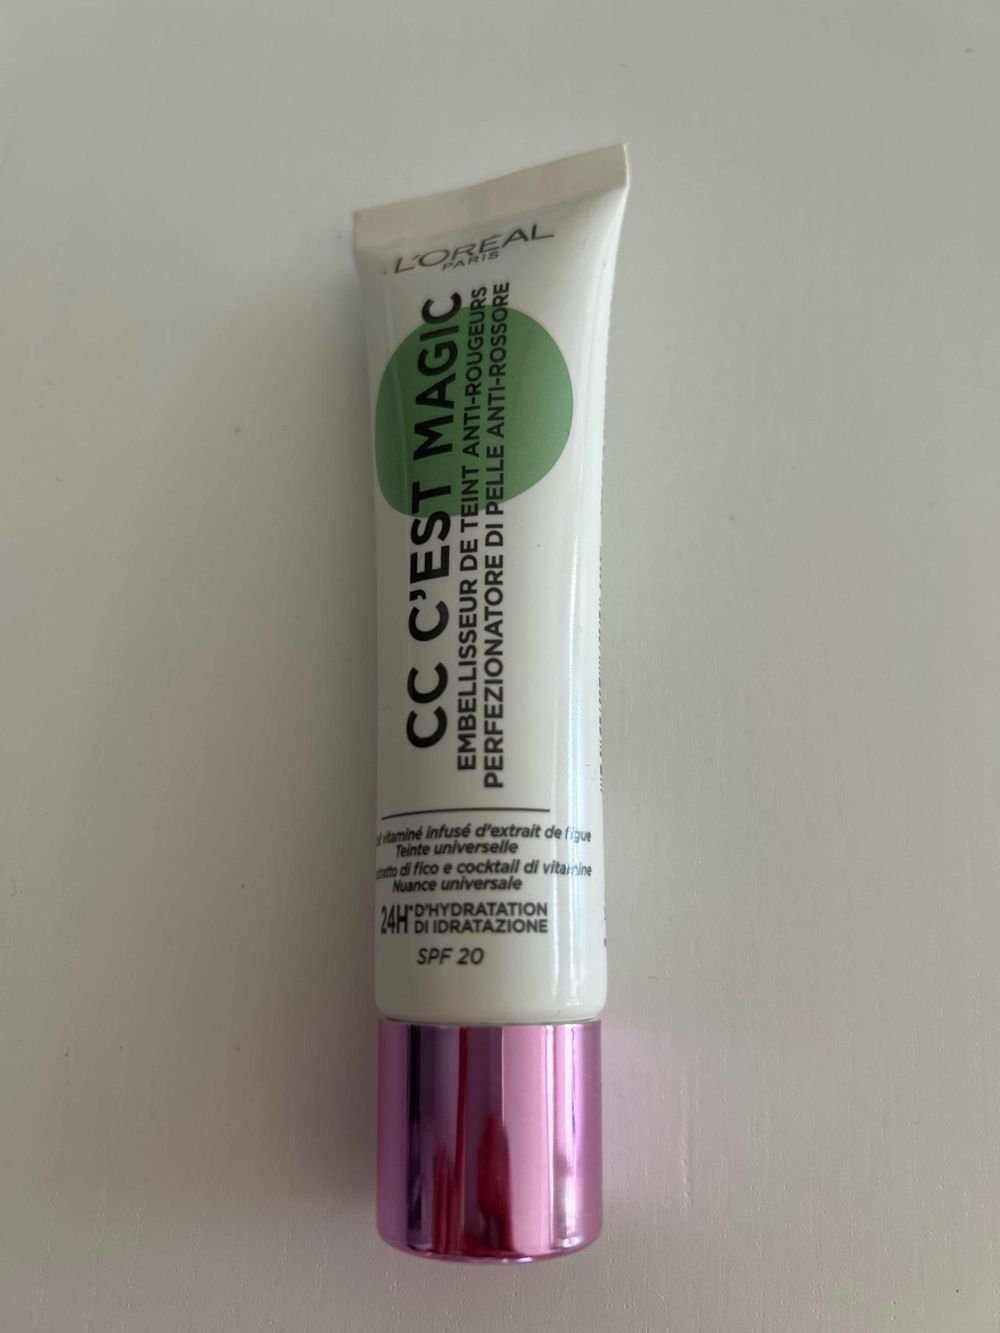 L'ORÉAL
PARIS
CC C'EST MAGIC
EMBELLISSEUR DE TEINT ANTI-ROUGEURS
PERFEZIONATORE DI PELLE ANTI-ROSSORE
vitaminé infusé d'extrait de figue
Teinte universelle
di fico e cocktail di vitamine
Nuance universale
24H* D'HYDRATATION
DI IDRATAZIONE
SPF 20